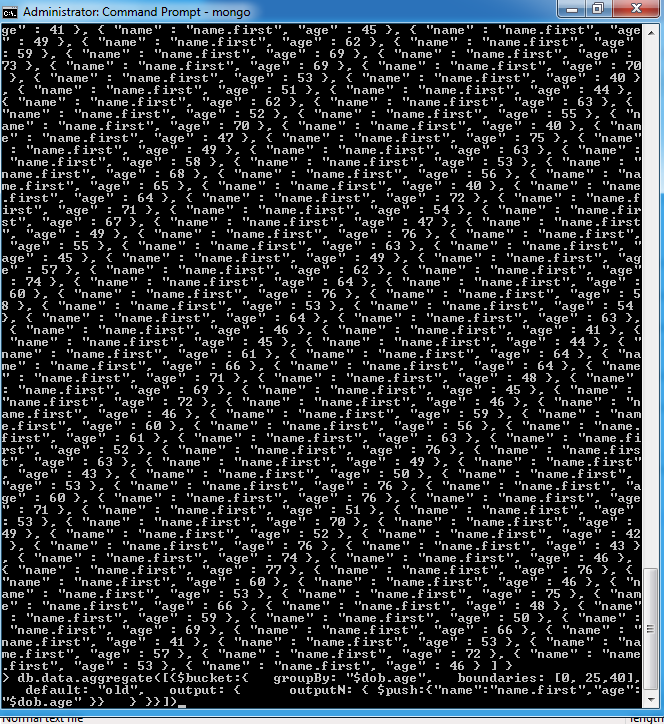 ge" : 41 }, { "name" : "name.first", "age" : 45 }, { "name" : "name.first", "age
" : 49 }, { "name" : "name.first", "age" : 62 }, { "name" : "name.first", "age" 
: 59 }, { "name" : "name.first", "age" : 69 }, { "name" : "name.first", "age" : 
73 }, { "name" : "name.first", "age" : 69 }, { "name" : "name.first", "age" : 70
 }, { "name" : "name.first", "age" : 53 }, { "name" : "name.first", "age" : 40 }
, { "name" : "name.first", "age" : 51 }, { "name" : "name.first", "age" : 44 }, 
{ "name" : "name.first", "age" : 62 }, { "name" : "name.first", "age" : 63 }, { 
"name" : "name.first", "age" : 52 }, { "name" : "name.first", "age" : 55 }, { "n
ame" : "name.first", "age" : 70 }, { "name" : "name.first", "age" : 40 }, { "nam
e" : "name.first", "age" : 47 }, { "name" : "name.first", "age" : 75 }, { "name"
 : "name.first", "age" : 49 }, { "name" : "name.first", "age" : 63 }, { "name" :
 "name.first", "age" : 58 }, { "name" : "name.first", "age" : 53 }, { "name" : "
name.first", "age" : 68 }, { "name" : "name.first", "age" : 56 }, { "name" : "na
me.first", "age" : 65 }, { "name" : "name.first", "age" : 40 }, { "name" : "name
.first", "age" : 64 }, { "name" : "name.first", "age" : 72 }, { "name" : "name.f
irst", "age" : 71 }, { "name" : "name.first", "age" : 54 }, { "name" : "name.fir
st", "age" : 67 }, { "name" : "name.first", "age" : 47 }, { "name" : "name.first
", "age" : 49 }, { "name" : "name.first", "age" : 76 }, { "name" : "name.first",
 "age" : 55 }, { "name" : "name.first", "age" : 63 }, { "name" : "name.first", "
age" : 45 }, { "name" : "name.first", "age" : 49 }, { "name" : "name.first", "ag
e" : 57 }, { "name" : "name.first", "age" : 62 }, { "name" : "name.first", "age"
 : 74 }, { "name" : "name.first", "age" : 64 }, { "name" : "name.first", "age" :
 60 }, { "name" : "name.first", "age" : 76 }, { "name" : "name.first", "age" : 5
8 }, { "name" : "name.first", "age" : 53 }, { "name" : "name.first", "age" : 54 
}, { "name" : "name.first", "age" : 64 }, { "name" : "name.first", "age" : 63 },
 { "name" : "name.first", "age" : 46 }, { "name" : "name.first", "age" : 41 }, {
 "name" : "name.first", "age" : 45 }, { "name" : "name.first", "age" : 44 }, { "
name" : "name.first", "age" : 61 }, { "name" : "name.first", "age" : 64 }, { "na
me" : "name.first", "age" : 66 }, { "name" : "name.first", "age" : 64 }, { "name
" : "name.first", "age" : 71 }, { "name" : "name.first", "age" : 48 }, { "name" 
: "name.first", "age" : 69 }, { "name" : "name.first", "age" : 45 }, { "name" : 
"name.first", "age" : 72 }, { "name" : "name.first", "age" : 46 }, { "name" : "n
ame.first", "age" : 46 }, { "name" : "name.first", "age" : 59 }, { "name" : "nam
e.first", "age" : 60 }, { "name" : "name.first", "age" : 56 }, { "name" : "name.
first", "age" : 61 }, { "name" : "name.first", "age" : 63 }, { "name" : "name.fi
rst", "age" : 52 }, { "name" : "name.first", "age" : 76 }, { "name" : "name.firs
t", "age" : 63 }, { "name" : "name.first", "age" : 49 }, { "name" : "name.first"
, "age" : 43 }, { "name" : "name.first", "age" : 50 }, { "name" : "name.first", 
"age" : 53 }, { "name" : "name.first", "age" : 76 }, { "name" : "name.first", "a
ge" : 60 }, { "name" : "name.first", "age" : 76 }, { "name" : "name.first", "age
" : 71 }, { "name" : "name.first", "age" : 51 }, { "name" : "name.first", "age" 
: 53 }, { "name" : "name.first", "age" : 70 }, { "name" : "name.first", "age" : 
49 }, { "name" : "name.first", "age" : 52 }, { "name" : "name.first", "age" : 42
 }, { "name" : "name.first", "age" : 76 }, { "name" : "name.first", "age" : 43 }
, { "name" : "name.first", "age" : 74 }, { "name" : "name.first", "age" : 46 }, 
{ "name" : "name.first", "age" : 77 }, { "name" : "name.first", "age" : 76 }, { 
"name" : "name.first", "age" : 60 }, { "name" : "name.first", "age" : 46 }, { "n
ame" : "name.first", "age" : 53 }, { "name" : "name.first", "age" : 75 }, { "nam
e" : "name.first", "age" : 66 }, { "name" : "name.first", "age" : 48 }, { "name"
 : "name.first", "age" : 59 }, { "name" : "name.first", "age" : 50 }, { "name" :
 "name.first", "age" : 69 }, { "name" : "name.first", "age" : 66 }, { "name" : "
name.first", "age" : 41 }, { "name" : "name.first", "age" : 53 }, { "name" : "na
me.first", "age" : 57 }, { "name" : "name.first", "age" : 72 }, { "name" : "name
.first", "age" : 53 }, { "name" : "name.first", "age" : 46 } ] }
> db.data.aggregate([{$bucket:{   groupBy: "$dob.age",   boundaries: [0, 25,40],
   default: "old",   output: {       outputN: { $push:{"name":"name.first","age":
"$dob.age" }}   } }}])_
Administrator: Command Prompt - mongo
Normal text file
length